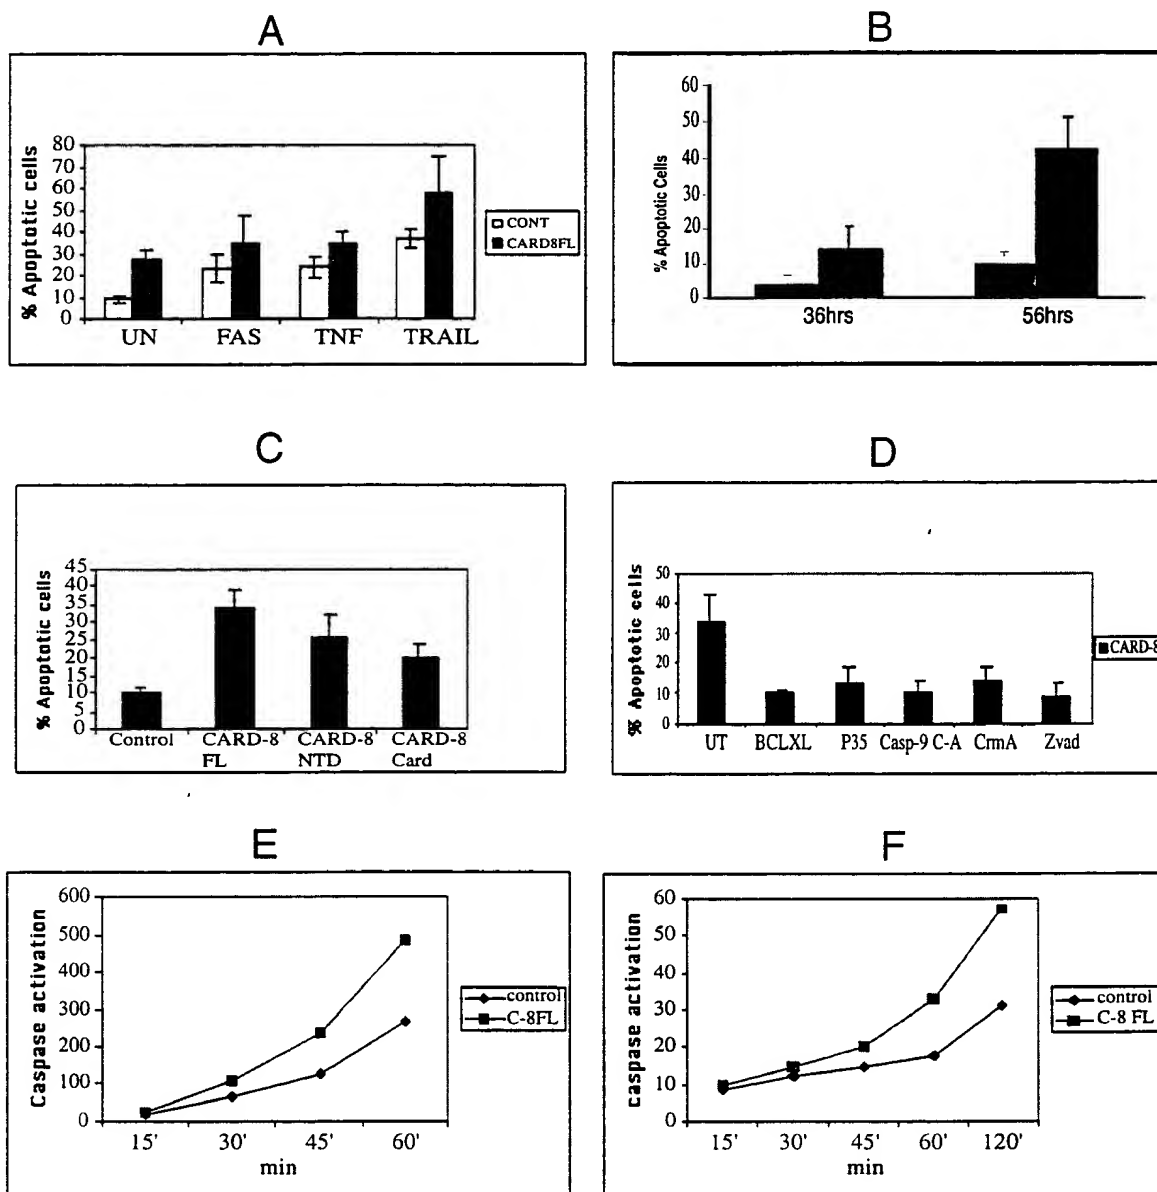 A
% Apoptotic cells
80
70
60
50
40
30
20
10
0
UN FAS TNF TRAIL
CONT
CARD8FL
B
% Apoptotic Cells
60
50
40
30
20
10
0
36hrs 56hrs
C
% Apoptotic cells
45
40
35
30
25
20
15
10
5
0
Control CARD-8 CARD-8 CARD-8
FL NTD Card
D
% Apoptotic cells
50
40
30
20
10
0
UT BCLXL P35 Casp-9 C-A CrmA Zvad
CARD-8
E
Caspase activation
600
500
400
300
200
100
0
15' 30' 45' 60'
min
control
C-8FL
F
caspase activation
60
50
40
30
20
10
0
15' 30' 45' 60' 120'
min
control
C-8 FL